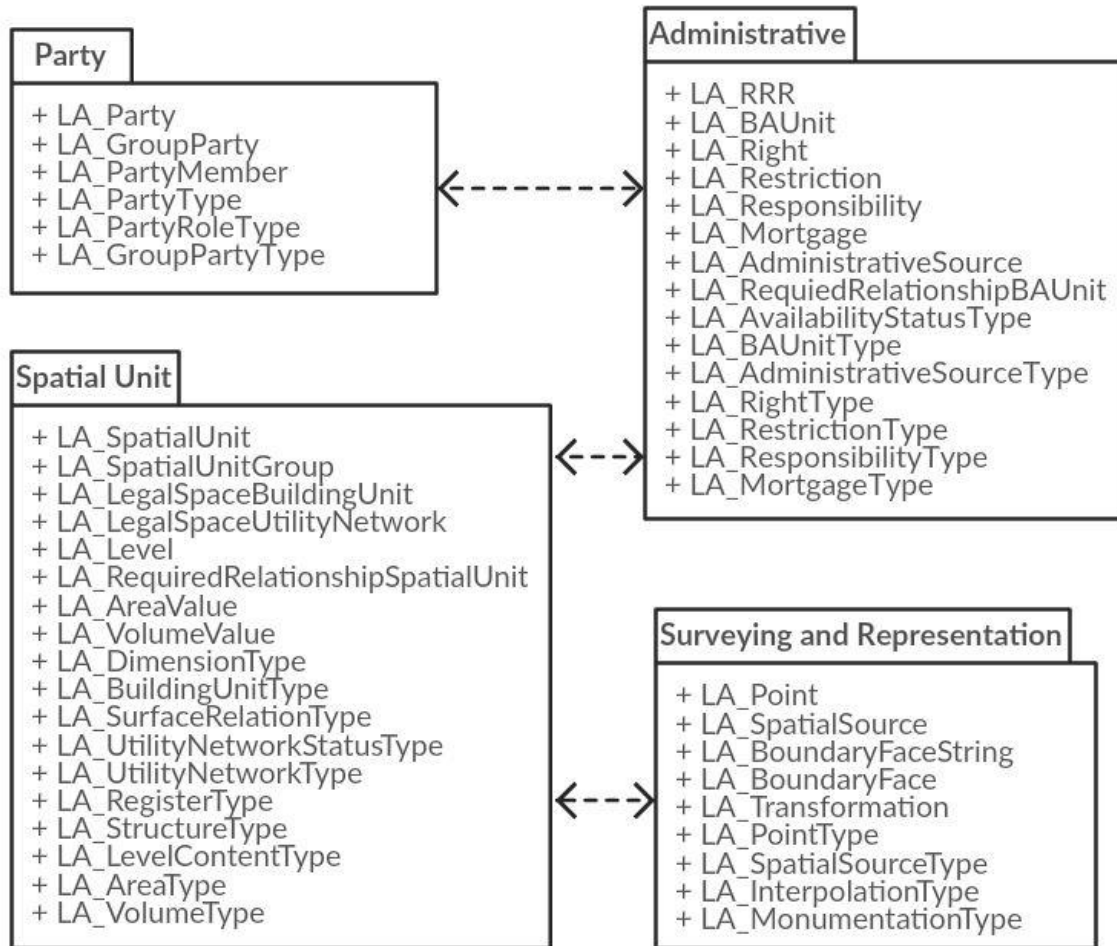 Party
+ LA_Party
+ LA_GroupParty
+ LA_PartyMember
+ LA_PartyType
+ LA_PartyRoleType
+ LA_GroupPartyType
Administrative
+ LA_RRR
+ LA_BAUnit
+ LA_Right
+ LA_Restriction
+ LA_Responsibility
+ LA_Mortgage
+ LA_AdministrativeSource
+ LA_RequiedRelationshipBAUnit
+ LA_AvailabilityStatusType
+ LA_BAUnitType
+ LA_AdministrativeSourceType
+ LA_RightType
+ LA_RestrictionType
+ LA_ResponsibilityType
+ LA_MortgageType
Spatial Unit
+ LA_SpatialUnit
+ LA_SpatialUnitGroup
+ LA_LegalSpaceBuildingUnit
+ LA_LegalSpaceUtilityNetwork
+ LA_Level
+ LA_RequiredRelationshipSpatialUnit
+ LA_AreaValue
+ LA_VolumeValue
+ LA_DimensionType
+ LA_BuildingUnitType
+ LA_SurfaceRelationType
+ LA_UtilityNetworkStatusType
+ LA_UtilityNetworkType
+ LA_RegisterType
+ LA_StructureType
+ LA_LevelContentType
+ LA_AreaType
+ LA_VolumeType
Surveying and Representation
+ LA_Point
+ LA_SpatialSource
+ LA_BoundaryFaceString
+ LA_BoundaryFace
+ LA_Transformation
+ LA_PointType
+ LA_SpatialSourceType
+ LA_InterpolationType
+ LA_MonumentationType